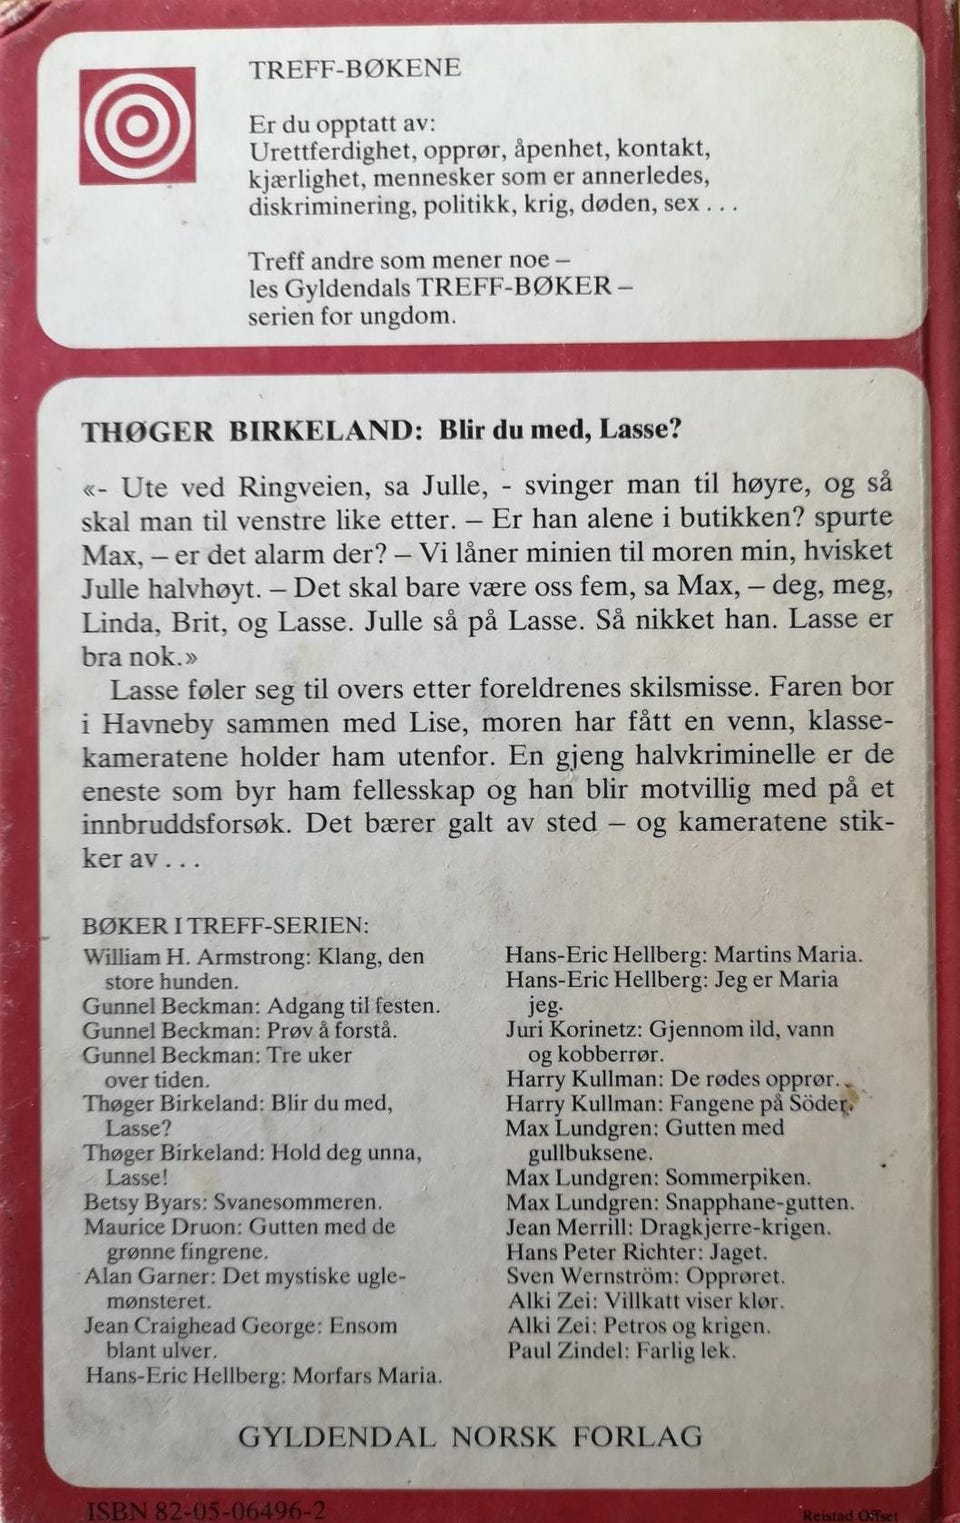 TREFF-BØKENE
Er du opptatt av:
Urettferdighet, opprør, åpenhet, kontakt,
kjærlighet, mennesker som er annerledes,
diskriminering, politikk, krig, døden, sex . . .
Treff andre som mener noe –
les Gyldendals TREFF-BØKER –
serien for ungdom.
THØGER BIRKELAND: Blir du med, Lasse?
«- Ute ved Ringveien, sa Julle, - svinger man til høyre, og så
skal man til venstre like etter. – Er han alene i butikken? spurte
Max, – er det alarm der? – Vi låner minien til moren min, hvisket
Julle halvhøyt. – Det skal bare være oss fem, sa Max, – deg, meg,
Linda, Brit, og Lasse. Julle så på Lasse. Så nikket han. Lasse er
bra nok.»
Lasse føler seg til overs etter foreldrenes skilsmisse. Faren bor
i Havneby sammen med Lise, moren har fått en venn, klasse-
kameratene holder ham utenfor. En gjeng halvkriminelle er de
eneste som byr ham fellesskap og han blir motvillig med på et
innbruddsforsøk. Det bærer galt av sted – og kameratene stik-
ker av . . .
BØKER I TREFF-SERIEN:
William H. Armstrong: Klang, den
store hunden.
Gunnel Beckman: Adgang til festen.
Gunnel Beckman: Prøv å forstå.
Gunnel Beckman: Tre uker
over tiden.
Thøger Birkeland: Blir du med,
Lasse?
Thøger Birkeland: Hold deg unna,
Lasse!
Betsy Byars: Svanesommeren.
Maurice Druon: Gutten med de
grønne fingrene.
Alan Garner: Det mystiske ugle-
mønsteret.
Jean Craighead George: Ensom
blant ulver.
Hans-Eric Hellberg: Morfars Maria.
Hans-Eric Hellberg: Martins Maria.
Hans-Eric Hellberg: Jeg er Maria
jeg.
Juri Korinetz: Gjennom ild, vann
og kobberrør.
Harry Kullman: De rødes opprør.
Harry Kullman: Fangene på Söder.
Max Lundgren: Gutten med
gullbuksene.
Max Lundgren: Sommerpiken.
Max Lundgren: Snapphane-gutten.
Jean Merrill: Dragkjerre-krigen.
Hans Peter Richter: Jaget.
Sven Wernström: Opprøret.
Alki Zei: Villkatt viser klør.
Alki Zei: Petros og krigen.
Paul Zindel: Farlig lek.
GYLDENDAL NORSK FORLAG
ISBN 82-05-06496-2
Reistad Offset